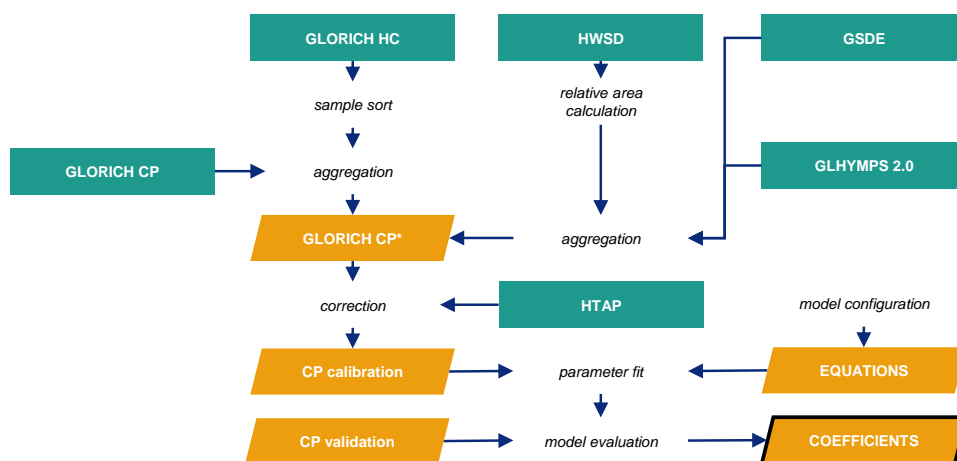 GLORICH HC
HWSD
GSDE
sample sort
relative area
calculation
GLORICH CP
aggregation
GLHYMPS 2.0
GLORICH CP*
aggregation
correction
HTAP
model configuration
CP calibration
parameter fit
EQUATIONS
CP validation
model evaluation
COEFFICIENTS